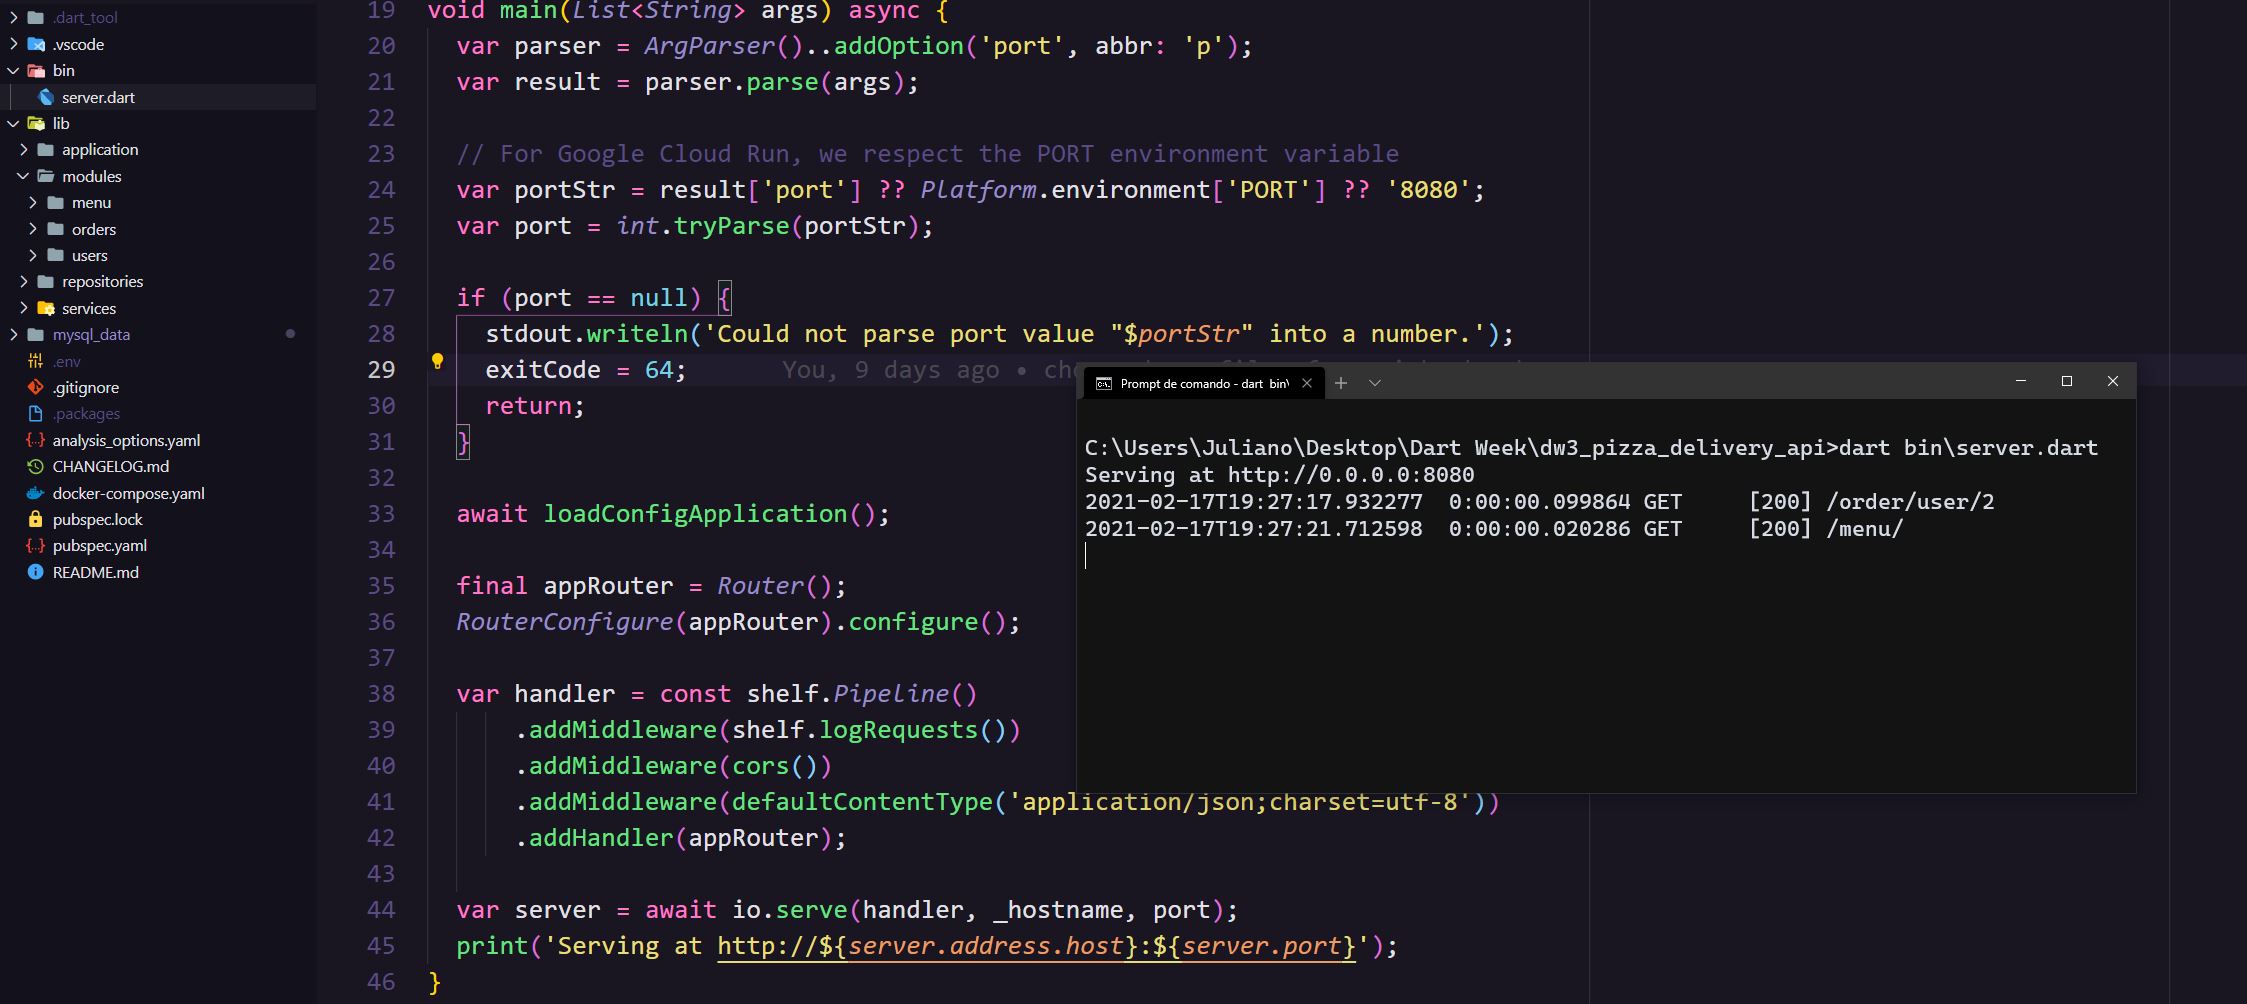 .dart_tool
.vscode
bin
server.dart
lib
application
modules
menu
orders
users
repositories
services
mysql_data
.env
.gitignore
.packages
analysis_options.yaml
CHANGELOG.md
docker-compose.yaml
pubspec.lock
pubspec.yaml
README.md
19 void main(List<String> args) async {
20 var parser = ArgParser()..addOption('port', abbr: 'p');
21 var result = parser.parse(args);
22
23 // For Google Cloud Run, we respect the PORT environment variable
24 var portStr = result['port'] ?? Platform.environment['PORT'] ?? '8080';
25 var port = int.tryParse(portStr);
26
27 if (port == null) {
28 stdout.writeln('Could not parse port value "$portStr" into a number.');
29 exitCode = 64; You, 9 days ago •
30 return;
31 }
32
33 await loadConfigApplication();
34
35 final appRouter = Router();
36 RouterConfigure(appRouter).configure();
37
38 var handler = const shelf.Pipeline()
39 .addMiddleware(shelf.logRequests())
40 .addMiddleware(cors())
41 .addMiddleware(defaultContentType('application/json;charset=utf-8'))
42 .addHandler(appRouter);
43
44 var server = await io.serve(handler, _hostname, port);
45 print('Serving at http://${server.address.host}:${server.port}');
46 }
Prompt de comando - dart bin\
C:\Users\Juliano\Desktop\Dart Week\dw3_pizza_delivery_api>dart bin\server.dart
Serving at http://0.0.0.0:8080
2021-02-17T19:27:17.932277 0:00:00.099864 GET [200] /order/user/2
2021-02-17T19:27:21.712598 0:00:00.020286 GET [200] /menu/